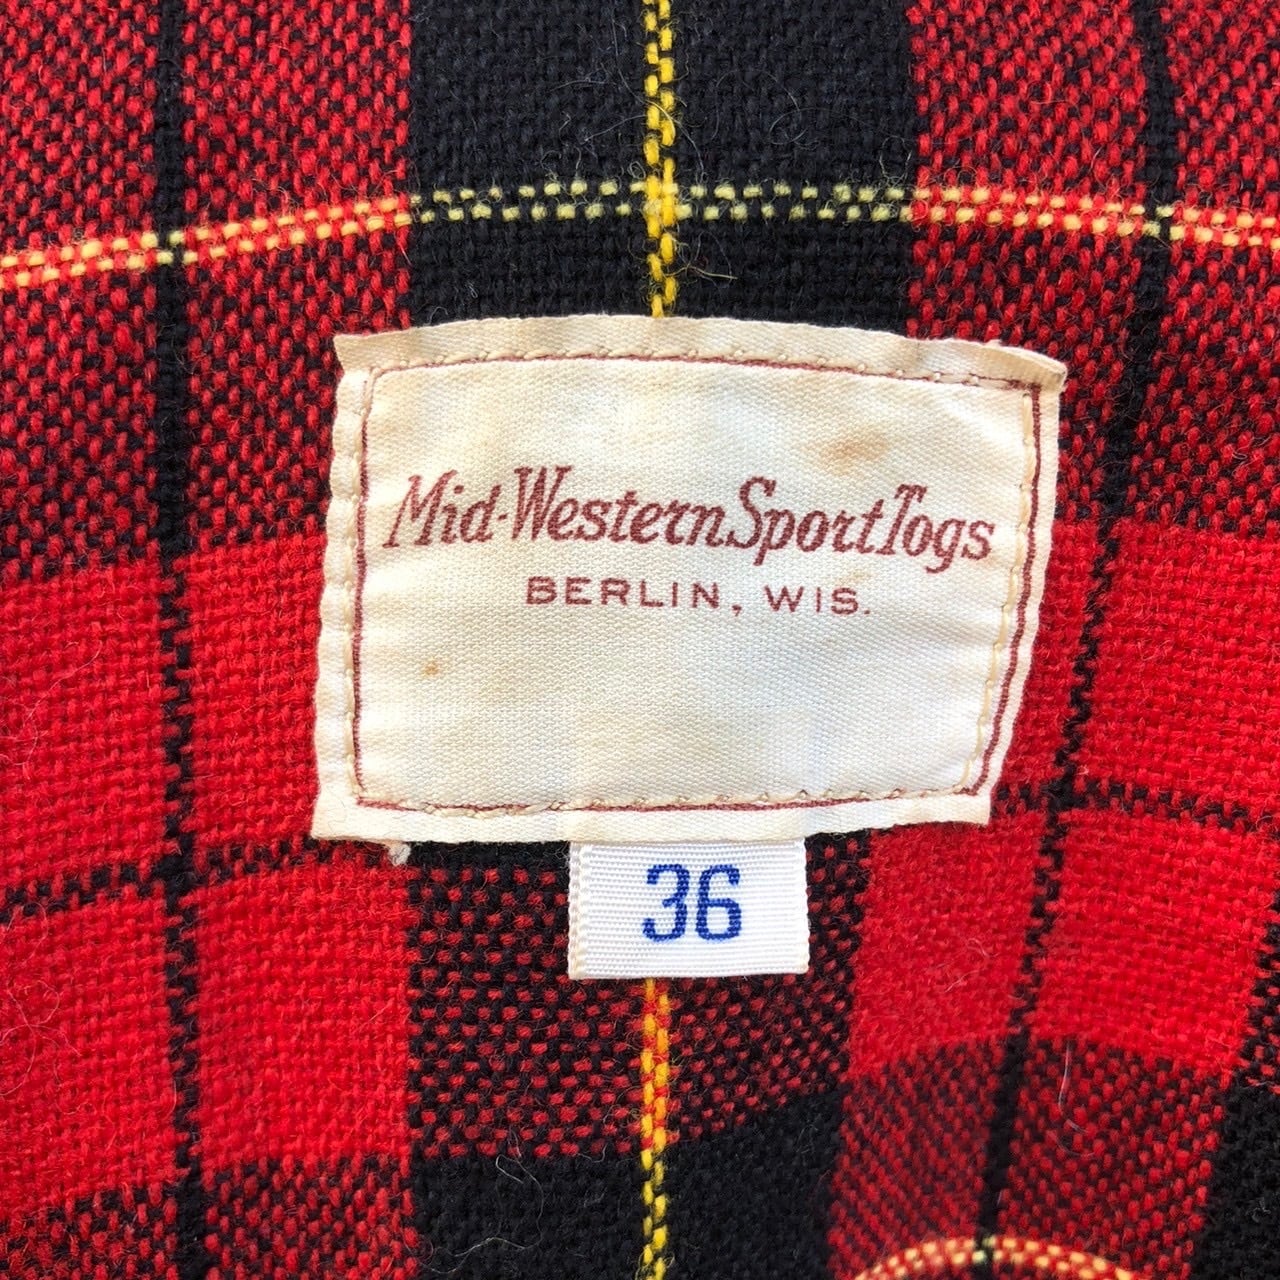 Mid-Western Sport Togs
BERLIN, WIS.
36